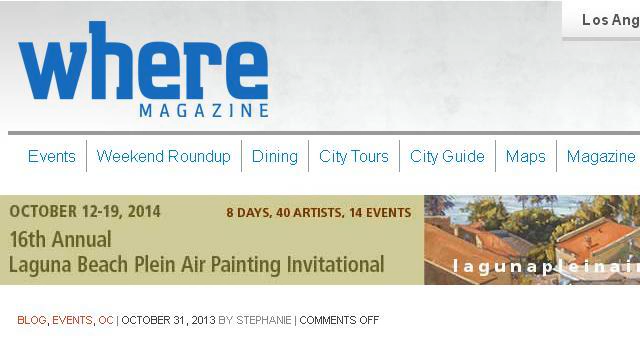 Los Ang
where
MAGAZINE
Events Weekend Roundup Dining City Tours City Guide Maps Magazine
OCTOBER 12-19, 2014 8 DAYS, 40 ARTISTS, 14 EVENTS
16th Annual
Laguna Beach Plein Air Painting Invitational
lagunapleinair
BLOG, EVENTS, OC | OCTOBER 31, 2013 BY STEPHANIE | COMMENTS OFF